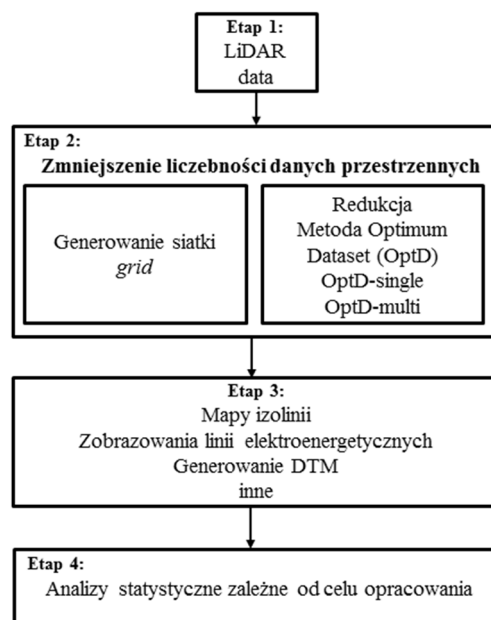 Etap 1:
LiDAR
data
Etap 2:
Zmniejszenie liczebności danych przestrzennych
Generowanie siatki
grid
Redukcja
Metoda Optimum
Dataset (OptD)
OptD-single
OptD-multi
Etap 3:
Mapy izolinii
Zobrazowania linii elektroenergetycznych
Generowanie DTM
inne
Etap 4:
Analizy statystyczne zależne od celu opracowania